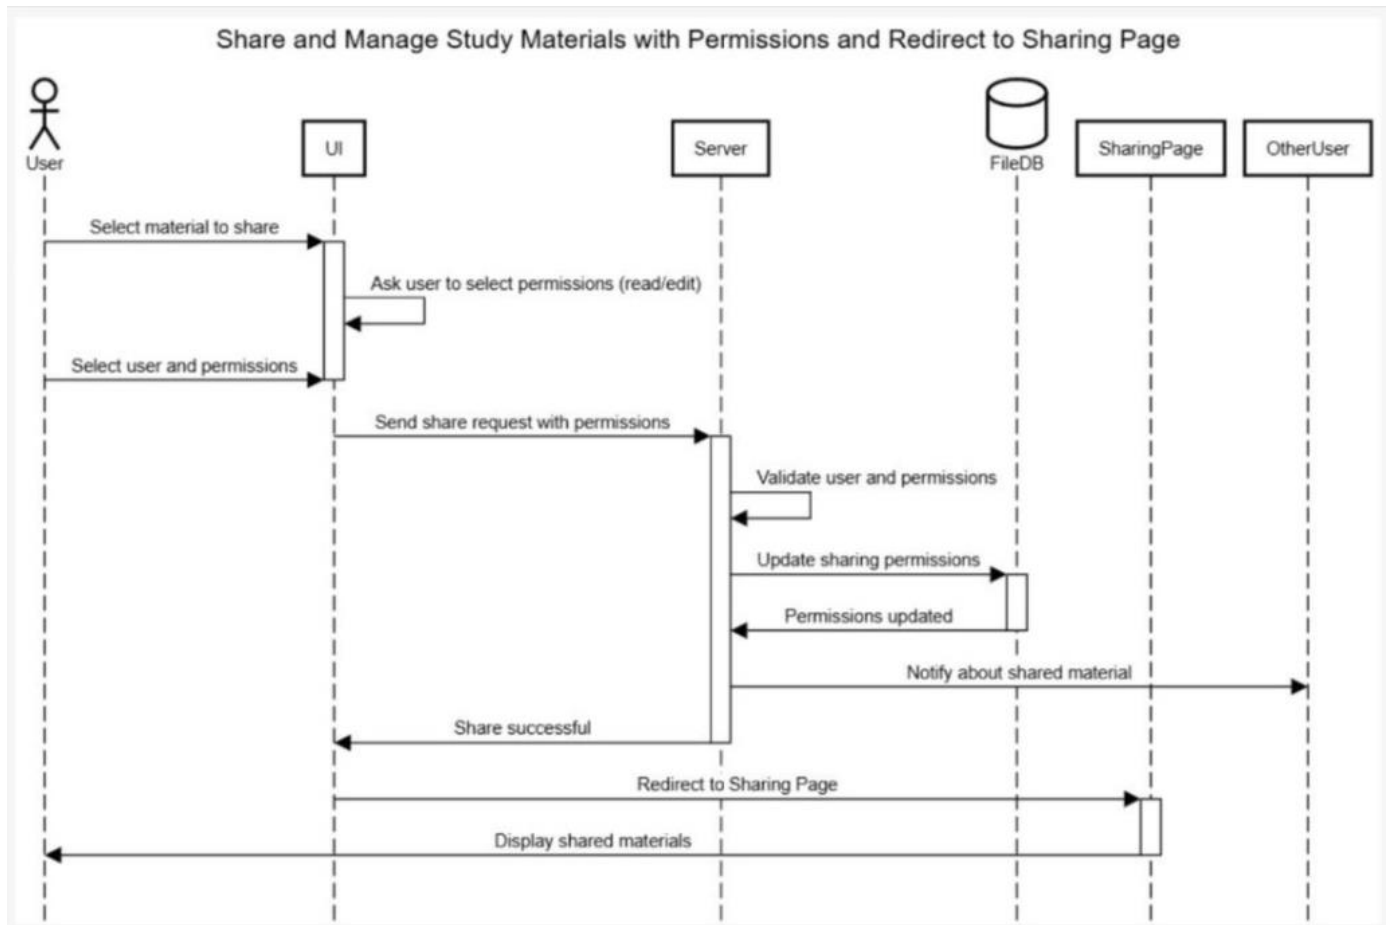 Share and Manage Study Materials with Permissions and Redirect to Sharing Page
User
UI
Server
FileDB
SharingPage
OtherUser
Select material to share
Ask user to select permissions (read/edit)
Select user and permissions
Send share request with permissions
Validate user and permissions
Update sharing permissions
Permissions updated
Notify about shared material
Share successful
Redirect to Sharing Page
Display shared materials